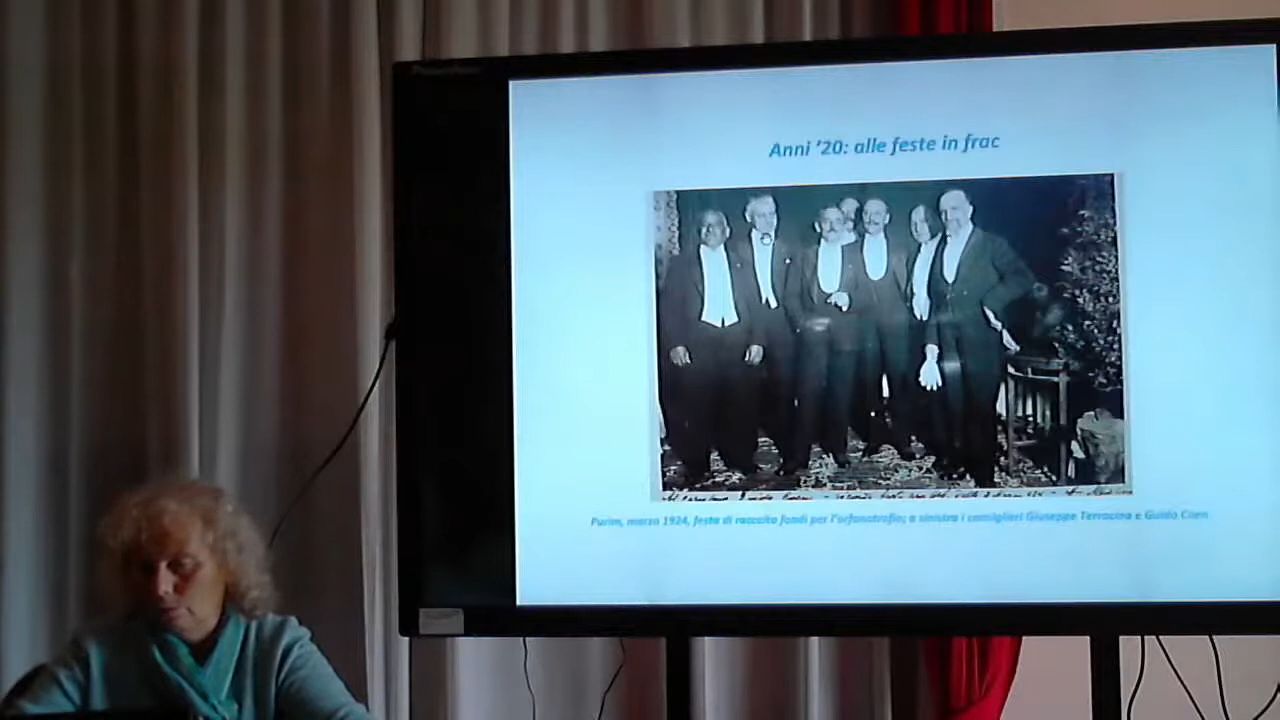 Anni '20: alle feste in frac
Purim, marzo 1924, festa di raccolta fondi per l'orfanotrofio; a sinistra i consiglieri Giuseppe Terracina e Guido Coen